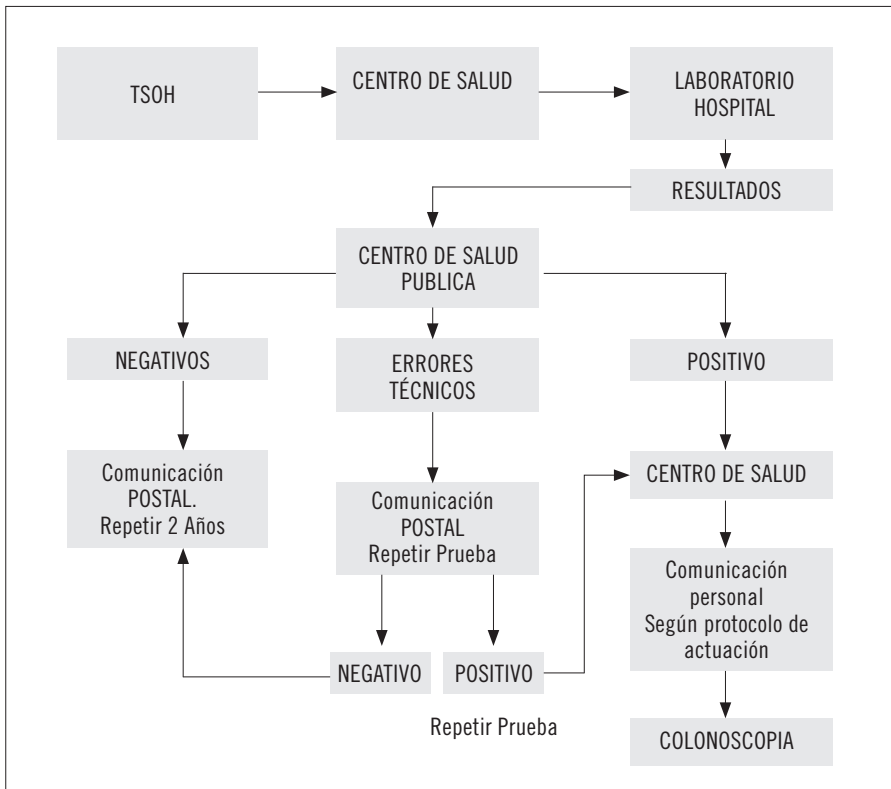 TSOH
CENTRO DE SALUD
LABORATORIO
HOSPITAL
RESULTADOS
CENTRO DE SALUD
PUBLICA
NEGATIVOS
ERRORES
TÉCNICOS
POSITIVO
Comunicación
POSTAL.
Repetir 2 Años
Comunicación
POSTAL
Repetir Prueba
CENTRO DE SALUD
Comunicación
personal
Según protocolo de
actuación
NEGATIVO
POSITIVO
Repetir Prueba
COLONOSCOPIA